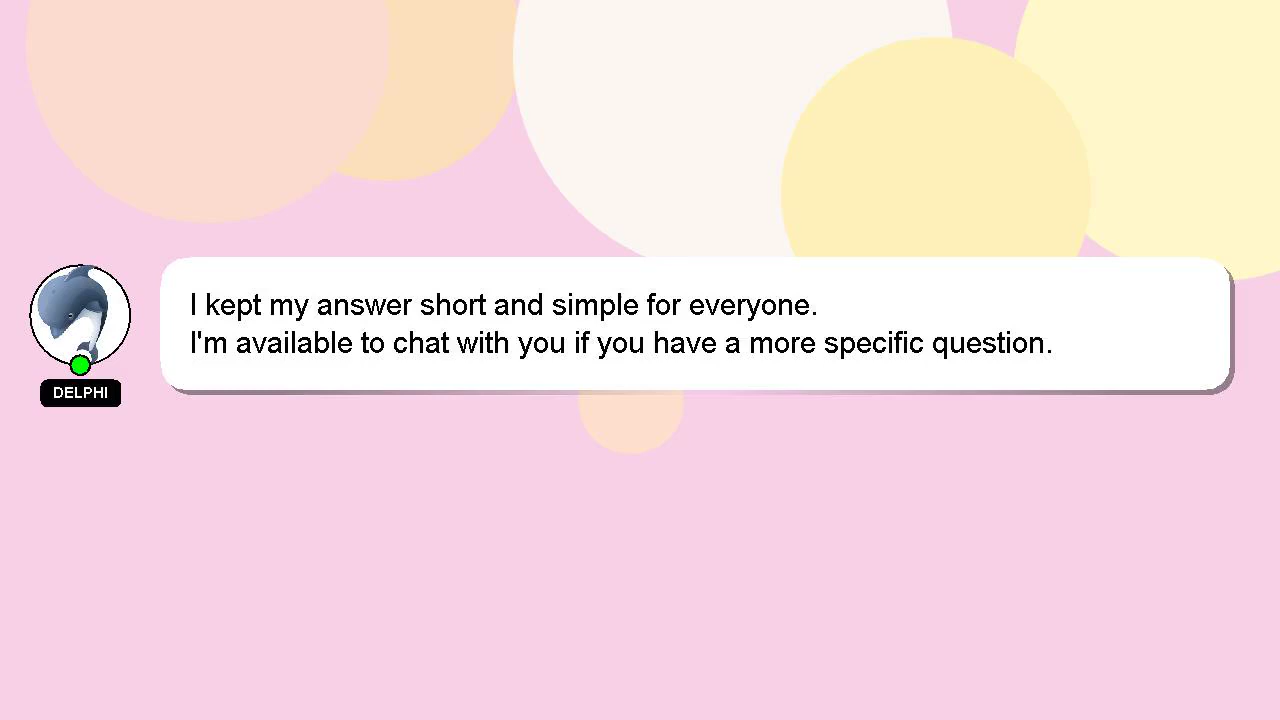 I kept my answer short and simple for everyone.
I'm available to chat with you if you have a more specific question.
DELPHI